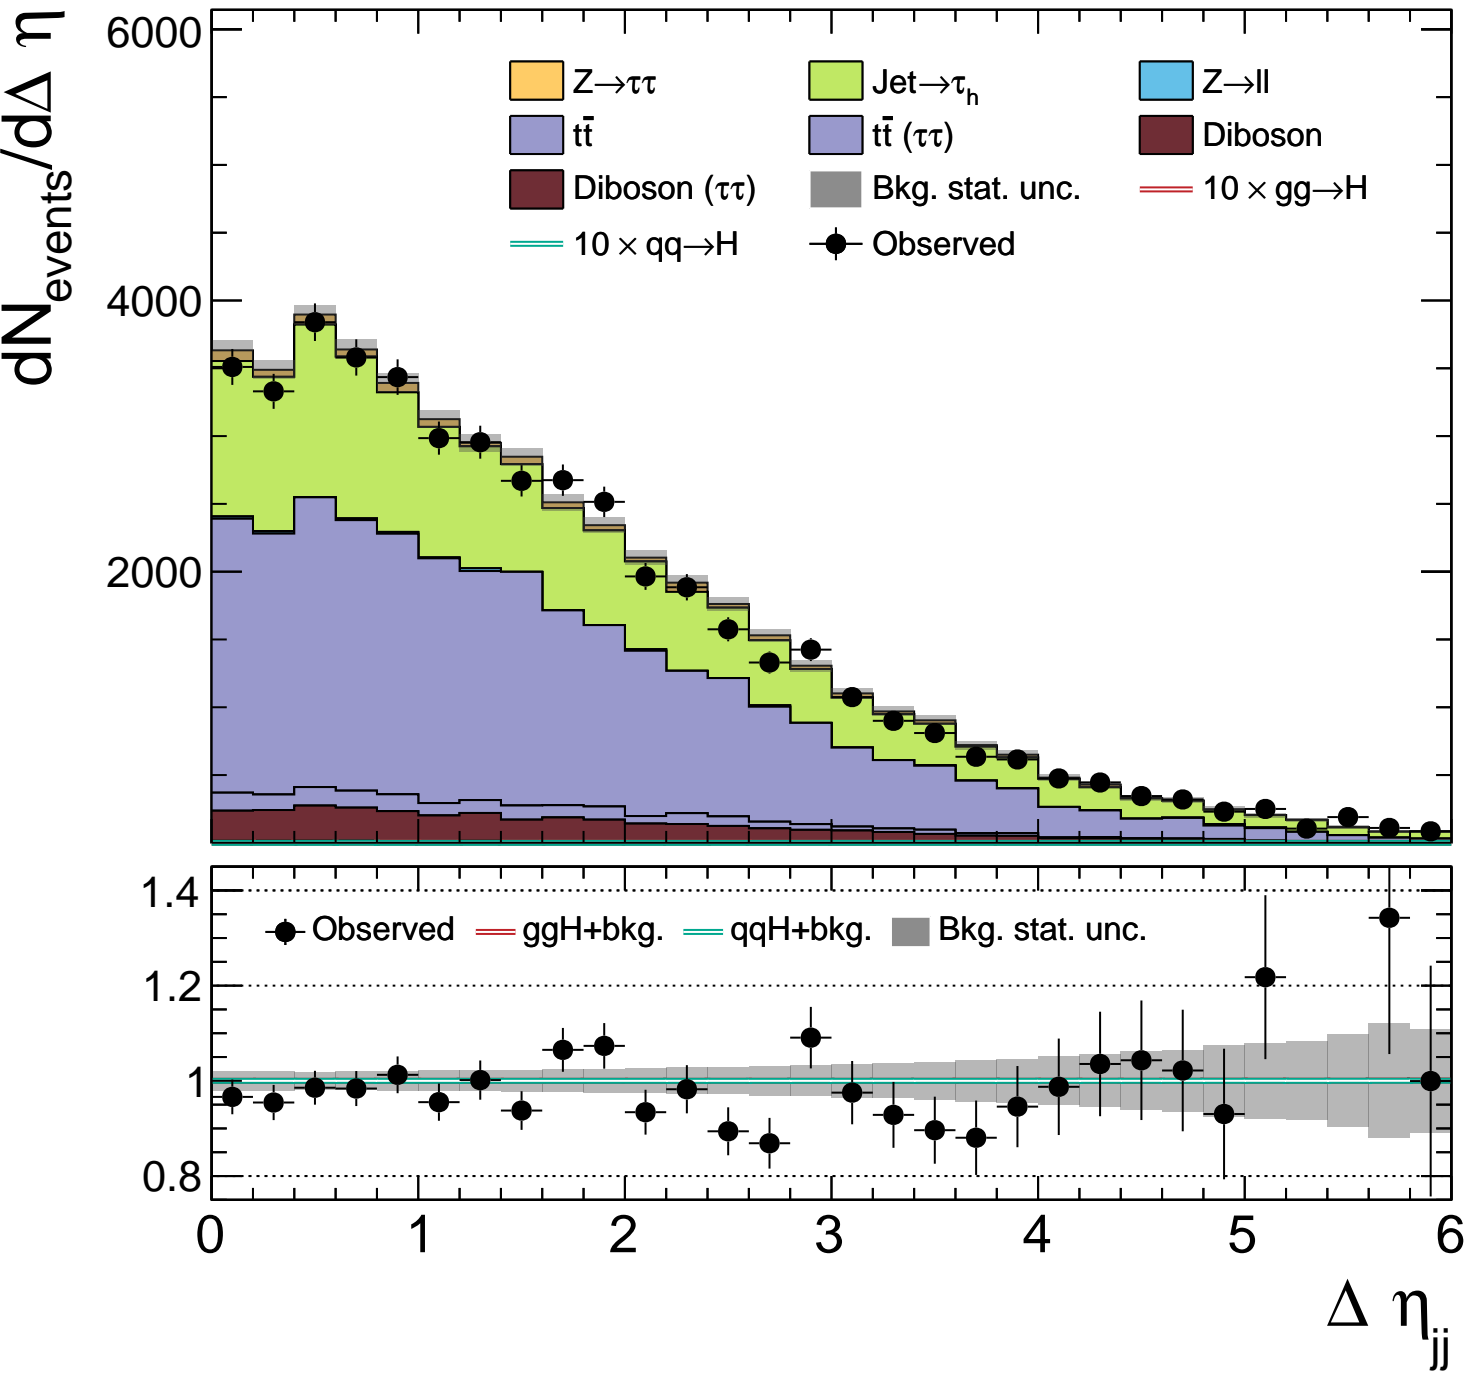 6000
4000
2000
dN_events/dΔ η
Z→ττ Jet→τ_h Z→ll
tt̄ tt̄ (ττ) Diboson
Diboson (ττ) Bkg. stat. unc. 10 × gg→H
10 × qq→H Observed
1.4
1.2
1
0.8
Observed ggH+bkg. qqH+bkg. Bkg. stat. unc.
0 1 2 3 4 5 6
Δ η_jj